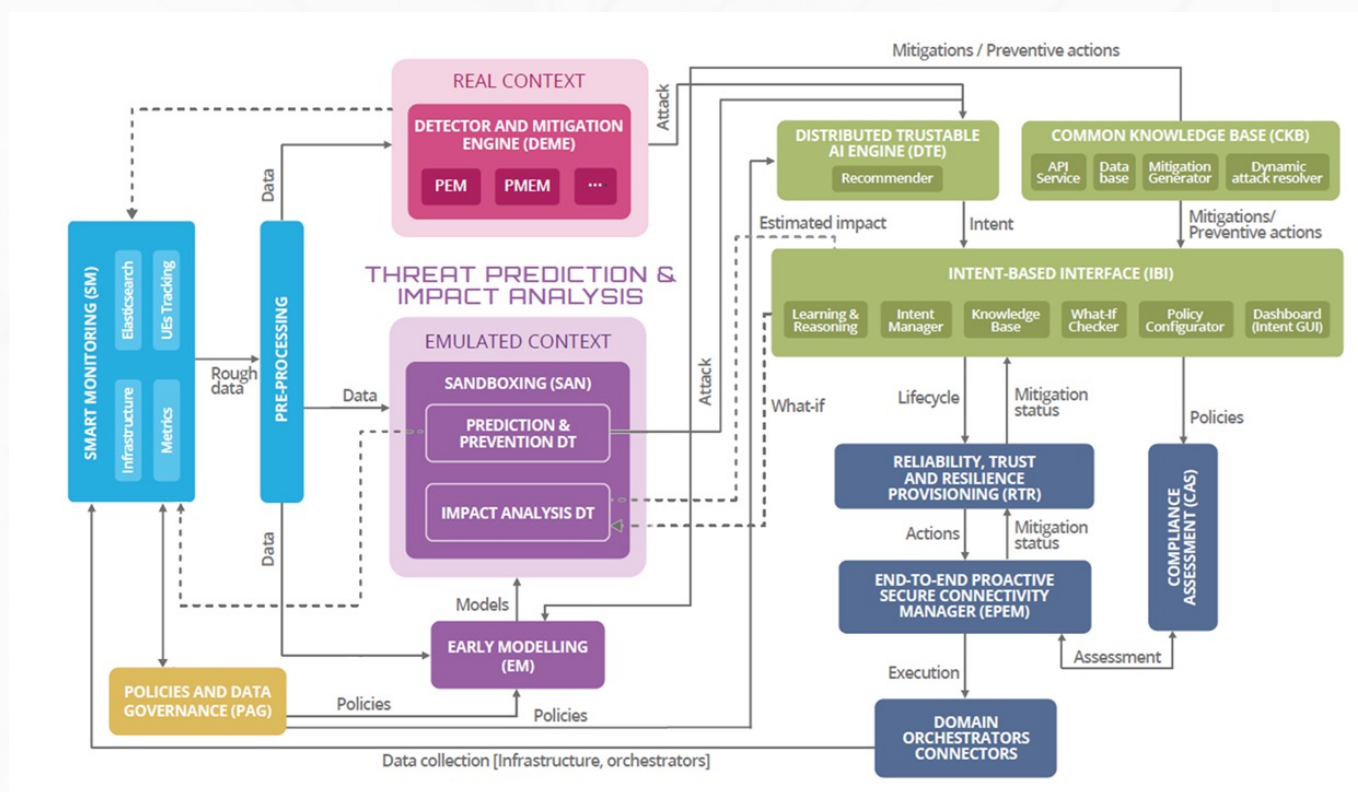 Mitigations / Preventive actions
REAL CONTEXT
DETECTOR AND MITIGATION
ENGINE (DEME)
PEM
PMEM
...
Attack
DISTRIBUTED TRUSTABLE
AI ENGINE (DTE)
Recommender
COMMON KNOWLEDGE BASE (CKB)
API
Service
Data
base
Mitigation
Generator
Dynamic
attack resolver
Data
Estimated impact
Intent
Mitigations/
Preventive actions
SMART MONITORING (SM)
Elasticsearch
UEs Tracking
Infrastructure
Metrics
Rough
data
PRE-PROCESSING
THREAT PREDICTION &
IMPACT ANALYSIS
INTENT-BASED INTERFACE (IBI)
Learning &
Reasoning
Intent
Manager
Knowledge
Base
What-If
Checker
Policy
Configurator
Dashboard
(Intent GUI)
EMULATED CONTEXT
SANDBOXING (SAN)
PREDICTION &
PREVENTION DT
IMPACT ANALYSIS DT
Data
Attack
What-if
Lifecycle
Mitigation
status
Policies
RELIABILITY, TRUST
AND RESILIENCE
PROVISIONING (RTR)
COMPLIANCE
ASSESSMENT (CAS)
Data
Actions
Mitigation
status
END-TO-END PROACTIVE
SECURE CONNECTIVITY
MANAGER (EPEM)
Models
EARLY MODELLING
(EM)
Assessment
Execution
POLICIES AND DATA
GOVERNANCE (PAG)
Policies
Policies
DOMAIN
ORCHESTRATORS
CONNECTORS
Data collection [Infrastructure, orchestrators]